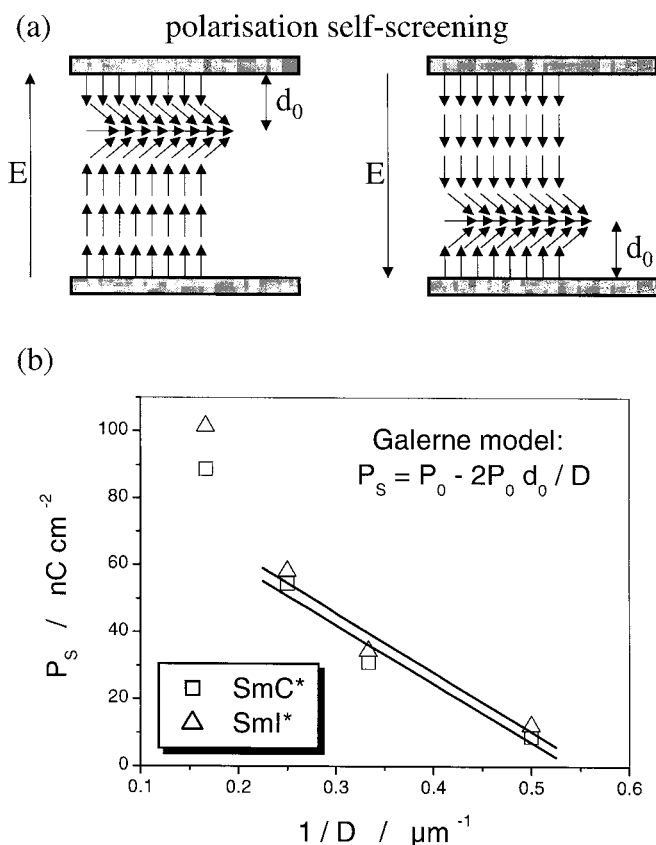 (a) polarisation self-screening
E
d₀
E
d₀
(b)
Galerne model:
Pₛ = P₀ - 2P₀ d₀ / D
Pₛ / nC cm⁻²
100
80
60
40
20
0
SmC*
SmI*
0.1 0.2 0.3 0.4 0.5 0.6
1/D / µm⁻¹